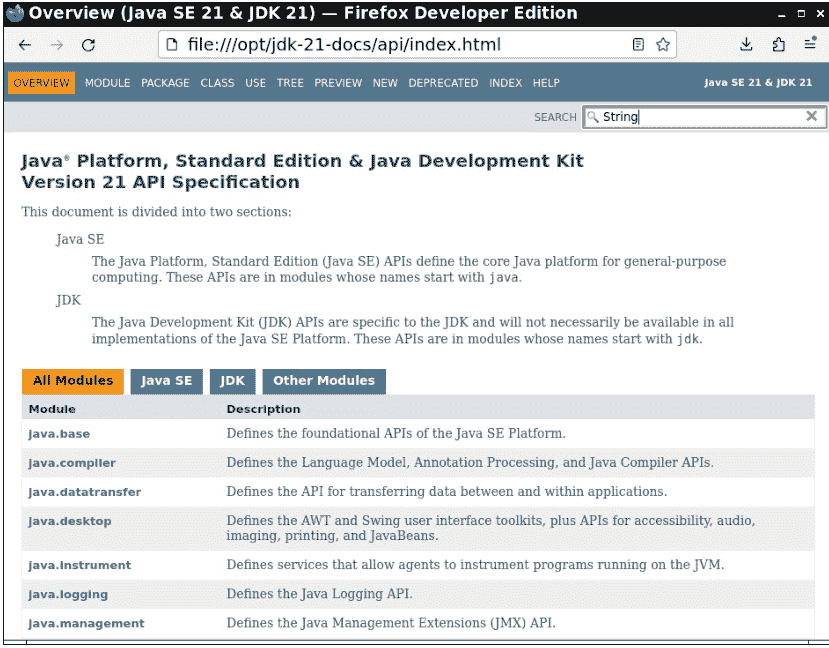 Overview (Java SE 21 & JDK 21) — Firefox Developer Edition
file:///opt/jdk-21-docs/api/index.html
OVERVIEW MODULE PACKAGE CLASS USE TREE PREVIEW NEW DEPRECATED INDEX HELP Java SE 21 & JDK 21
SEARCH String
Java® Platform, Standard Edition & Java Development Kit
Version 21 API Specification
This document is divided into two sections:
Java SE
The Java Platform, Standard Edition (Java SE) APIs define the core Java platform for general-purpose
computing. These APIs are in modules whose names start with java.
JDK
The Java Development Kit (JDK) APIs are specific to the JDK and will not necessarily be available in all
implementations of the Java SE Platform. These APIs are in modules whose names start with jdk.
All Modules Java SE JDK Other Modules
Module Description
java.base Defines the foundational APIs of the Java SE Platform.
java.compiler Defines the Language Model, Annotation Processing, and Java Compiler APIs.
java.datatransfer Defines the API for transferring data between and within applications.
java.desktop Defines the AWT and Swing user interface toolkits, plus APIs for accessibility, audio,
imaging, printing, and JavaBeans.
java.instrument Defines services that allow agents to instrument programs running on the JVM.
java.logging Defines the Java Logging API.
java.management Defines the Java Management Extensions (JMX) API.